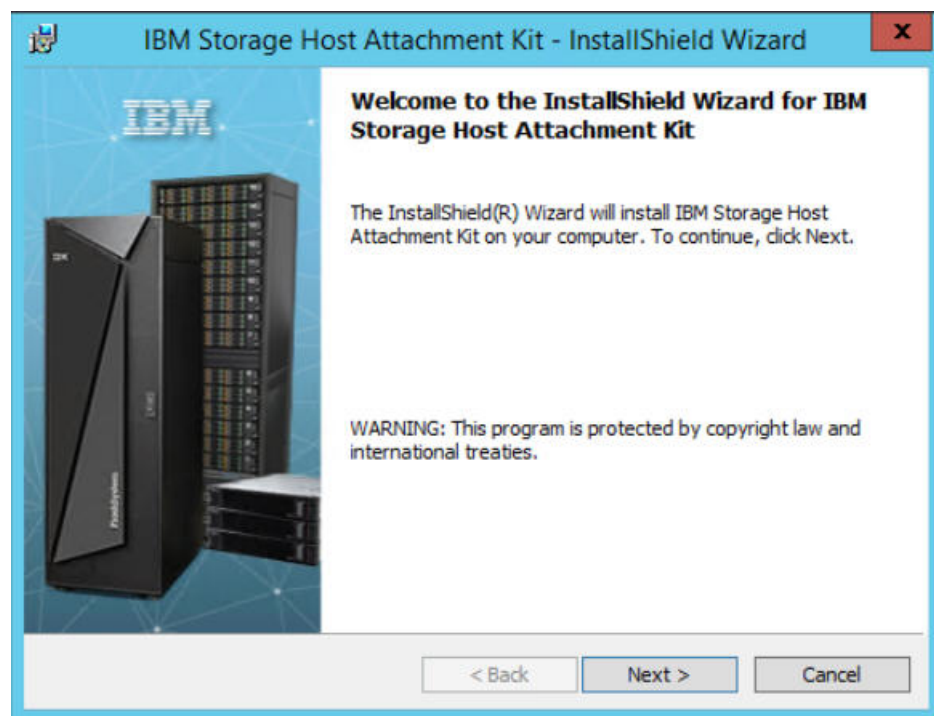 IBM Storage Host Attachment Kit - InstallShield Wizard
x
IBM
Welcome to the InstallShield Wizard for IBM
Storage Host Attachment Kit
The InstallShield(R) Wizard will install IBM Storage Host
Attachment Kit on your computer. To continue, click Next.
WARNING: This program is protected by copyright law and
international treaties.
< Back
Next >
Cancel